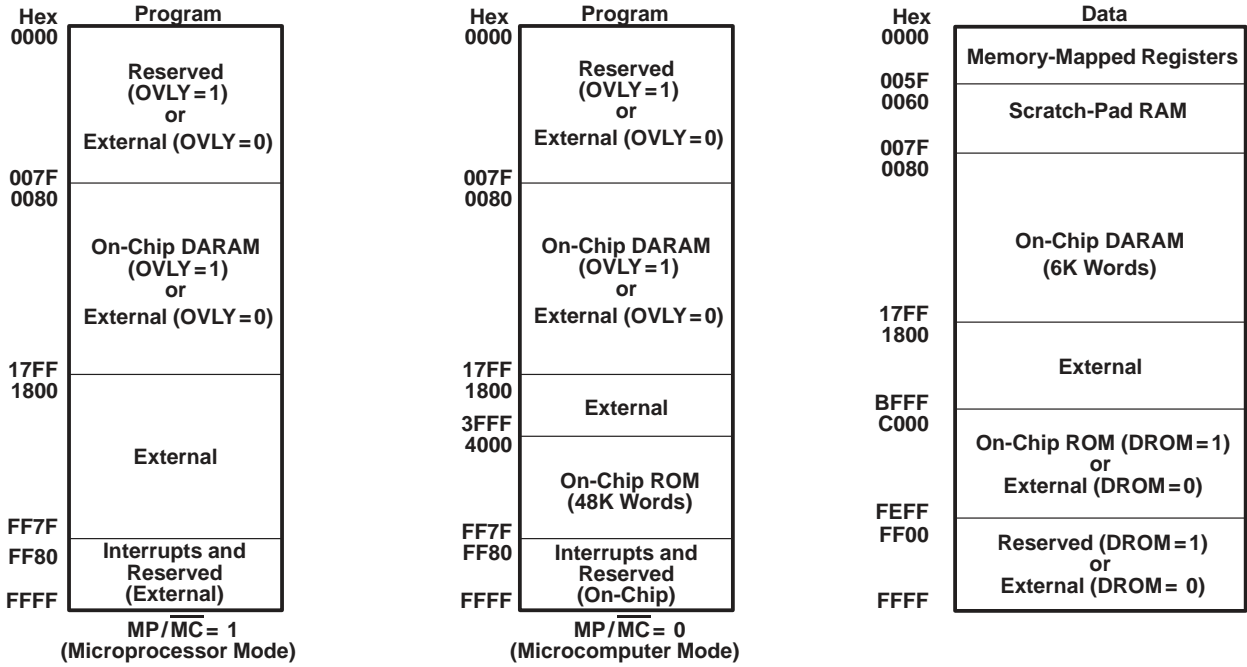 Hex
Program
0000
Reserved
(OVLY = 1)
or
External (OVLY = 0)
007F
0080
On-Chip DARAM
(OVLY = 1)
or
External (OVLY = 0)
17FF
1800
External
FF7F
FF80
Interrupts and
Reserved
(External)
FFFF
MP/MC = 1
(Microprocessor Mode)
Hex
Program
0000
Reserved
(OVLY = 1)
or
External (OVLY = 0)
007F
0080
On-Chip DARAM
(OVLY = 1)
or
External (OVLY = 0)
17FF
1800
External
3FFF
4000
On-Chip ROM
(48K Words)
FF7F
FF80
Interrupts and
Reserved
(On-Chip)
FFFF
MP/MC = 0
(Microcomputer Mode)
Hex
Data
0000
Memory-Mapped Registers
005F
0060
Scratch-Pad RAM
007F
0080
On-Chip DARAM
(6K Words)
17FF
1800
External
BFFF
C000
On-Chip ROM (DROM = 1)
or
External (DROM = 0)
FEFF
FF00
Reserved (DROM = 1)
or
External (DROM = 0)
FFFF